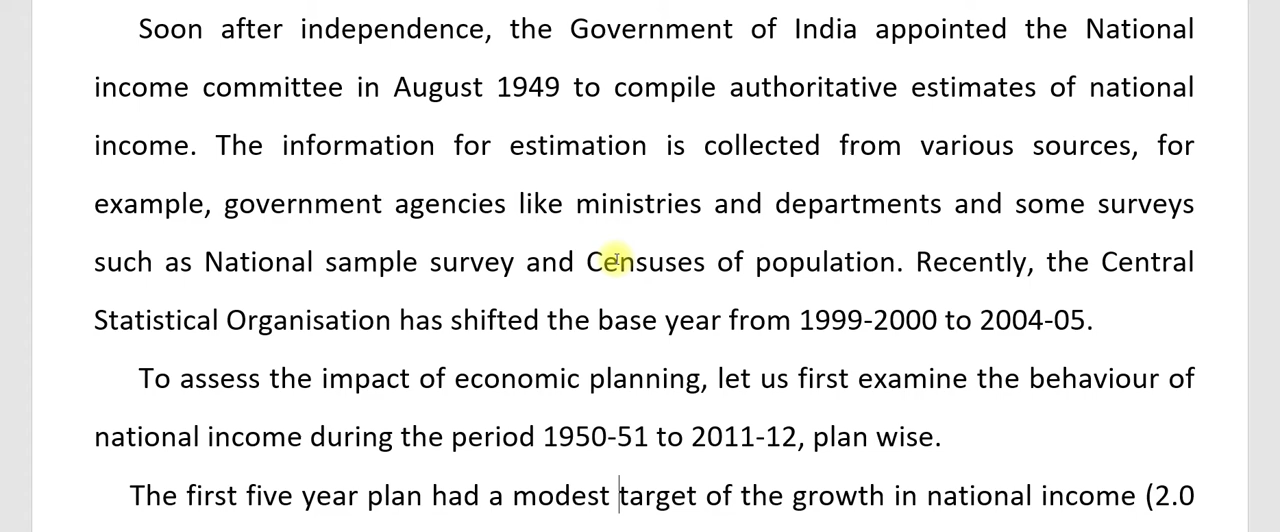 Soon after independence, the Government of India appointed the National
income committee in August 1949 to compile authoritative estimates of national
income. The information for estimation is collected from various sources, for
example, government agencies like ministries and departments and some surveys
such as National sample survey and Censuses of population. Recently, the Central
Statistical Organisation has shifted the base year from 1999-2000 to 2004-05.
To assess the impact of economic planning, let us first examine the behaviour of
national income during the period 1950-51 to 2011-12, plan wise.
The first five year plan had a modest target of the growth in national income (2.0